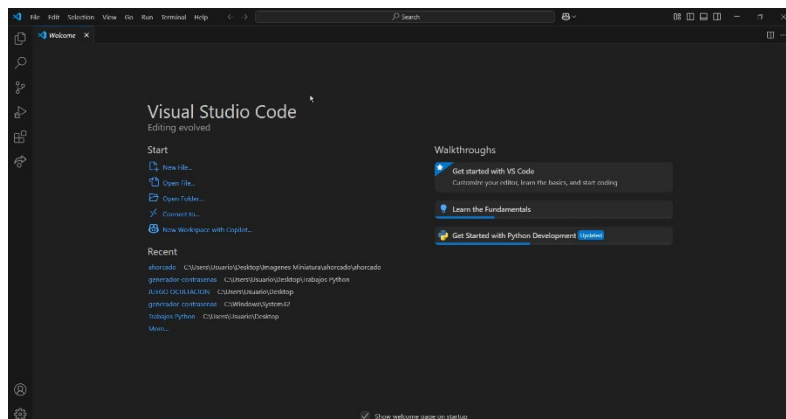 File Edit Selection View Go Run Terminal Help
Search
Welcome
Visual Studio Code
Editing evolved
Start
New File...
Open File...
Open Folder...
Connect to...
New Workspace with Copilot...
Recent
ahorcado C:\Users\Usuario\Desktop\Imagenes Miniatura\ahorcado\ahorcado
generador-contrasenas C:\Users\Usuario\Desktop\Trabajos Python
JUEGO OCULTACION C:\Users\Usuario\Desktop
generador-contrasenas C:\Windows\System32
Trabajos Python C:\Users\Usuario\Desktop
More...
Walkthroughs
Get started with VS Code
Customize your editor, learn the basics, and start coding
Learn the Fundamentals
Get Started with Python Development Updated
Show welcome page on startup